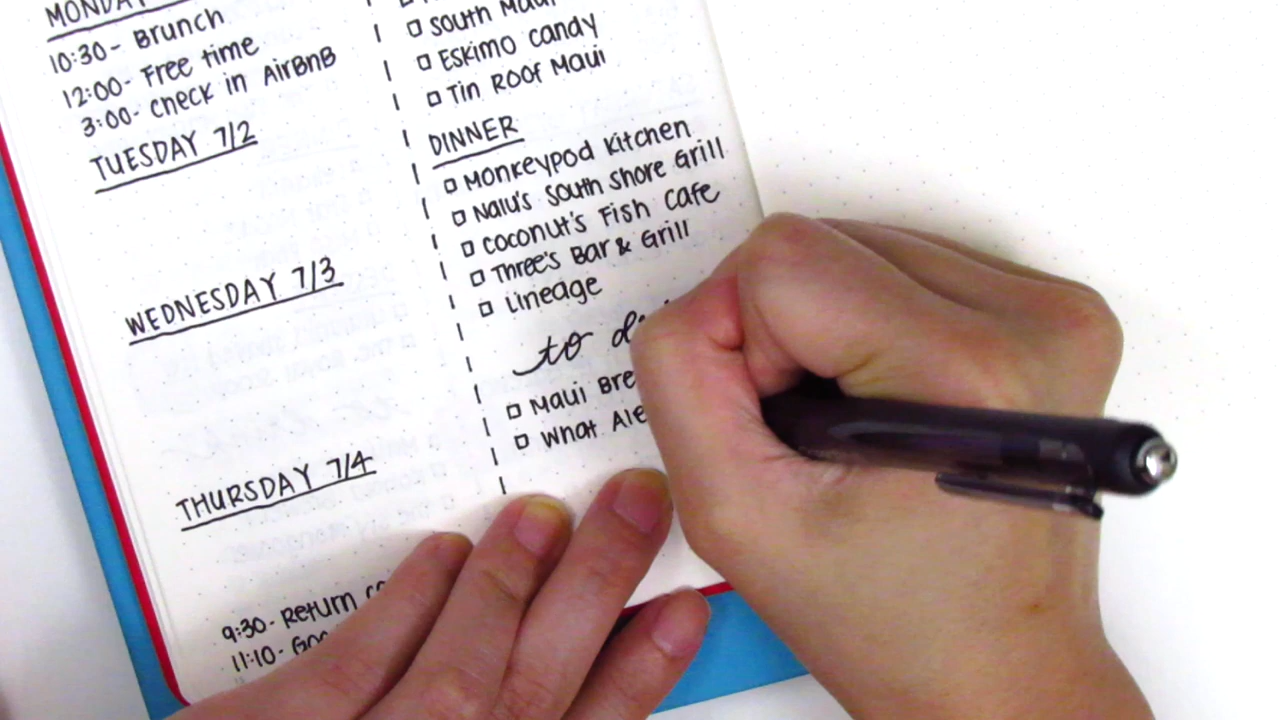 MONDAY
10:30- Brunch
12:00- Free time
3:00- Check in AirBnB
TUESDAY 7/2
WEDNESDAY 7/3
THURSDAY 7/4
9:30- Return
11:10-
South Maui
Eskimo Candy
Tin Roof Maui
DINNER
Monkeypod Kitchen
Nalu's South Shore Grill
Coconut's Fish Cafe
Three's Bar & Grill
Lineage
to
Maui
What Ale